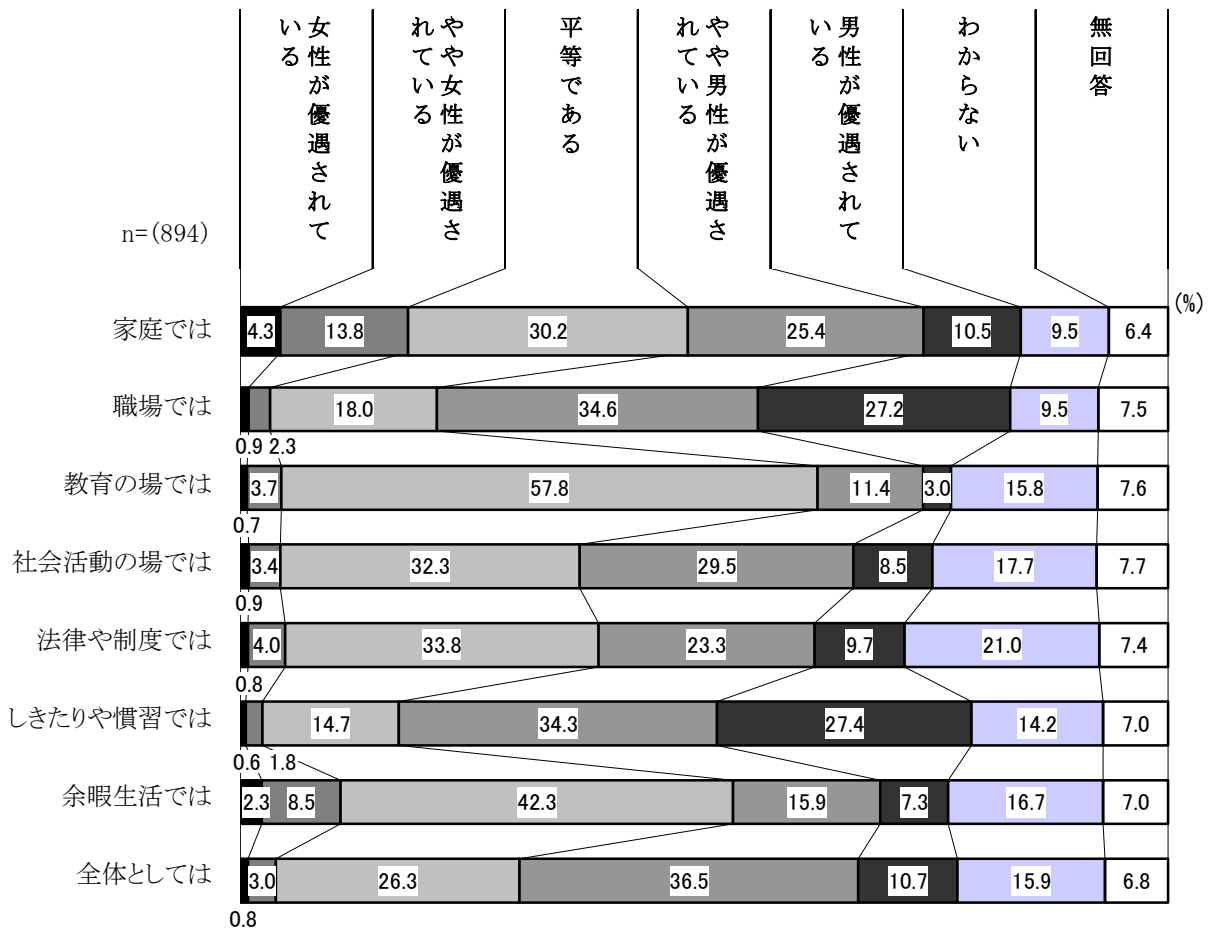 女性が優遇されて
いる
やや女性が優遇さ
れている
平等である
やや男性が優遇さ
れている
男性が優遇されて
いる
わからない
無回答
n=(894)
(%)
家庭では 4.3 13.8 30.2 25.4 10.5 9.5 6.4
職場では 18.0 34.6 27.2 9.5 7.5
0.9 2.3
教育の場では 3.7 57.8 11.4 3.0 15.8 7.6
0.7
社会活動の場では 3.4 32.3 29.5 8.5 17.7 7.7
0.9
法律や制度では 4.0 33.8 23.3 9.7 21.0 7.4
0.8
しきたりや慣習では 14.7 34.3 27.4 14.2 7.0
0.6 1.8
余暇生活では 2.3 8.5 42.3 15.9 7.3 16.7 7.0
全体としては 3.0 26.3 36.5 10.7 15.9 6.8
0.8